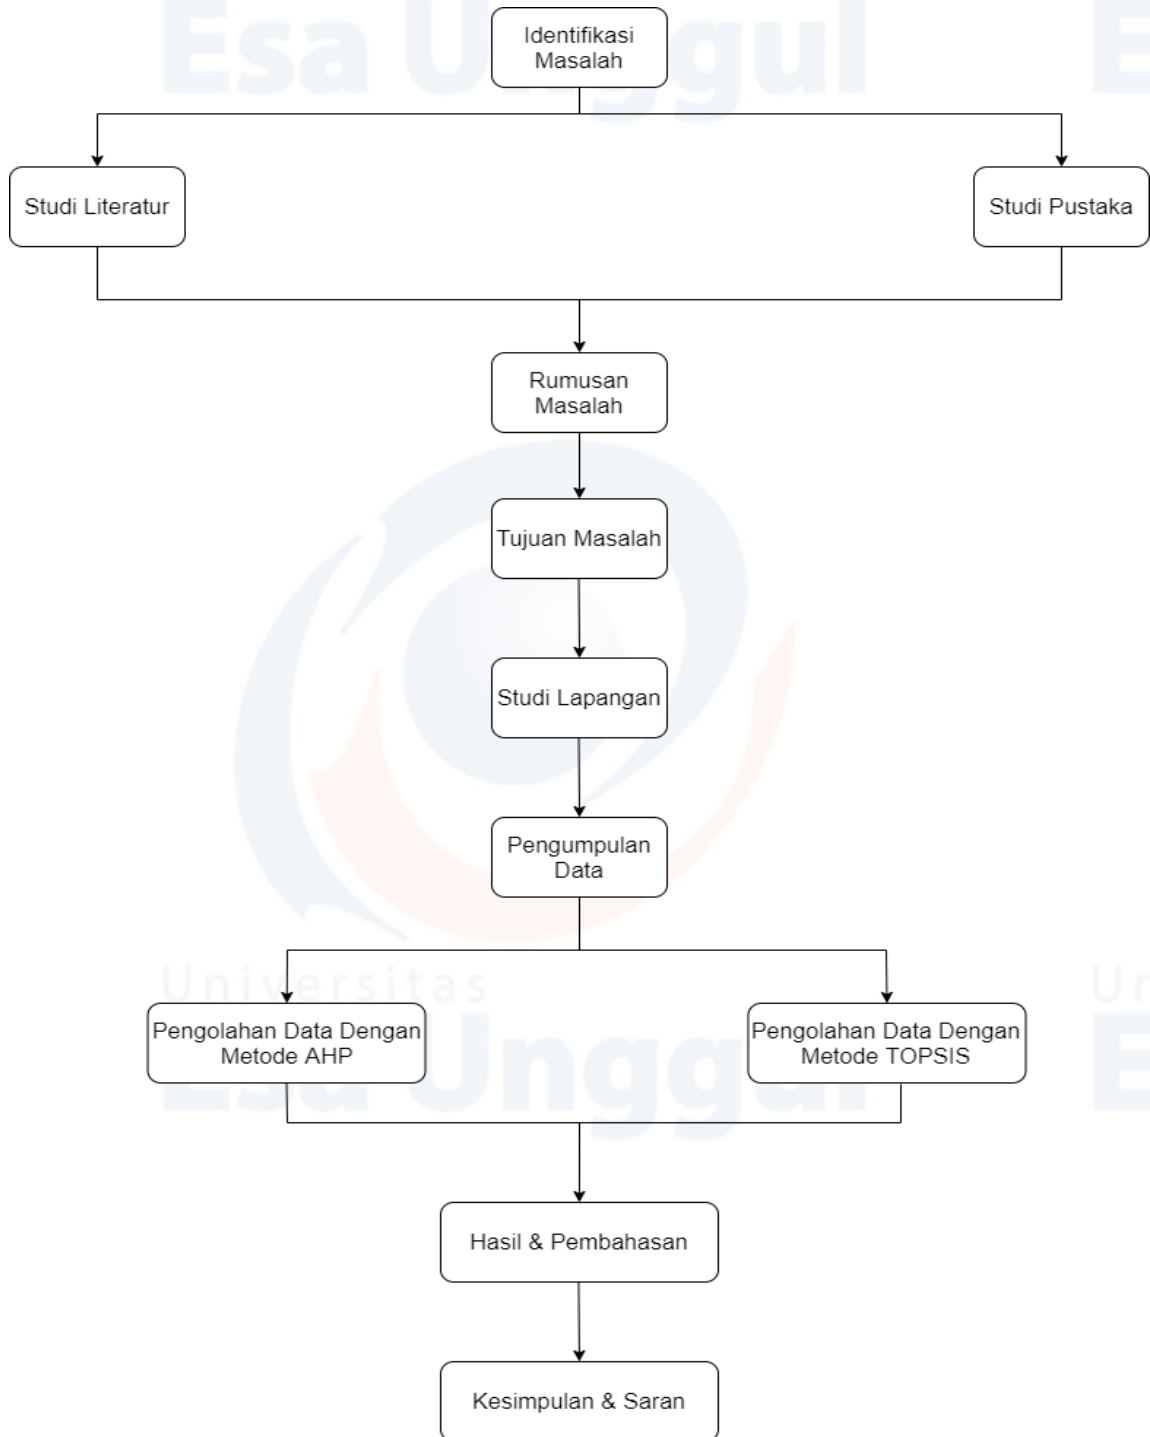 Esa Unggul
E
Identifikasi
Masalah
Studi Literatur
Studi Pustaka
Rumusan
Masalah
Tujuan Masalah
Studi Lapangan
Pengumpulan
Data
Universitas
Un
Esa Unggul
E
Pengolahan Data Dengan
Metode AHP
Pengolahan Data Dengan
Metode TOPSIS
Hasil & Pembahasan
Kesimpulan & Saran